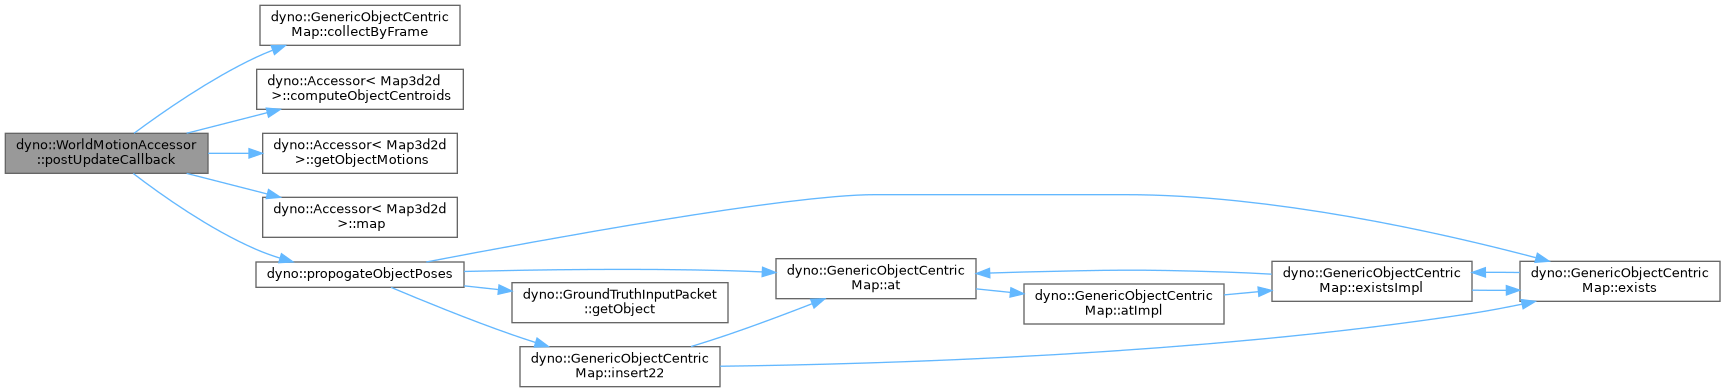 dyno::GenericObjectCentric
Map::collectByFrame
dyno::Accessor< Map3d2d
>::computeObjectCentroids
dyno::WorldMotionAccessor
::postUpdateCallback
dyno::Accessor< Map3d2d
>::getObjectMotions
dyno::Accessor< Map3d2d
>::map
dyno::propogateObjectPoses
dyno::GenericObjectCentric
Map::at
dyno::GroundTruthInputPacket
::getObject
dyno::GenericObjectCentric
Map::insert22
dyno::GenericObjectCentric
Map::atImpl
dyno::GenericObjectCentric
Map::existsImpl
dyno::GenericObjectCentric
Map::exists